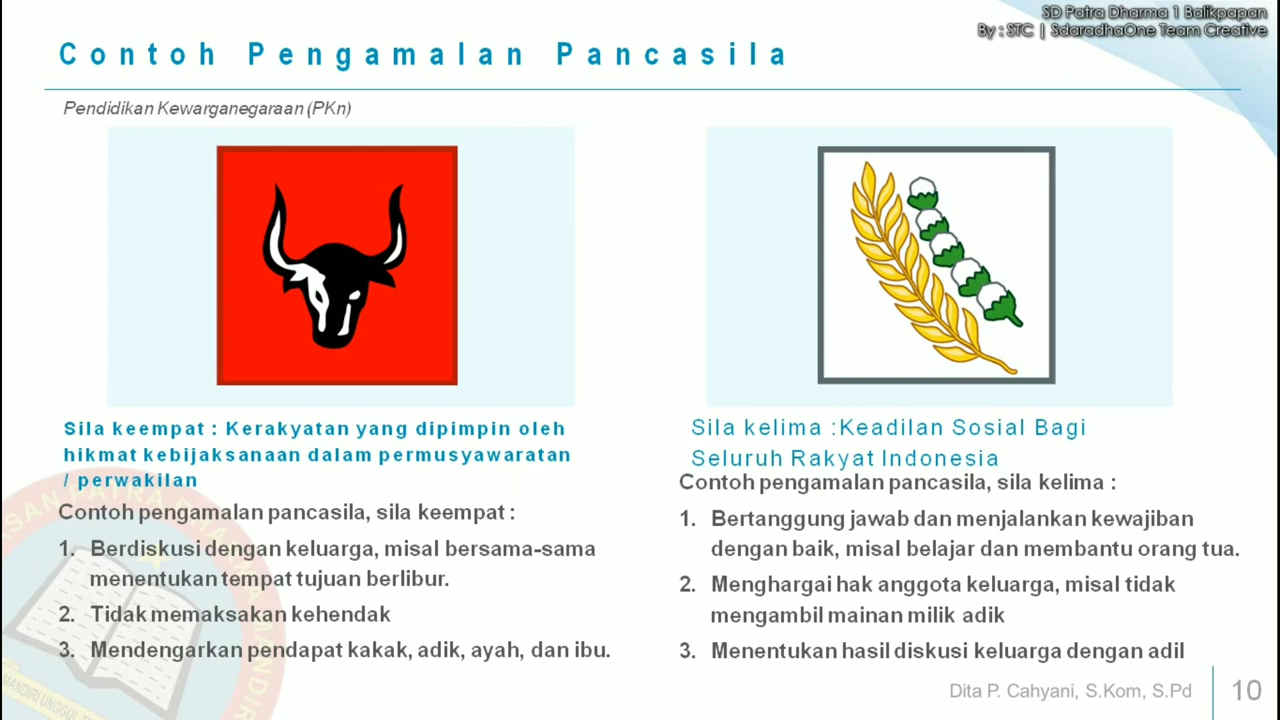 SD Patra Dharma 1 Balikpapan
By : STC | SdaradhaOne Team Creative
Contoh Pengamalan Pancasila
Pendidikan Kewarganegaraan (PKn)
Sila keempat : Kerakyatan yang dipimpin oleh
hikmat kebijaksanaan dalam permusyawaratan
/ perwakilan
Contoh pengamalan pancasila, sila keempat :
1. Berdiskusi dengan keluarga, misal bersama-sama
menentukan tempat tujuan berlibur.
2. Tidak memaksakan kehendak
3. Mendengarkan pendapat kakak, adik, ayah, dan ibu.
Sila kelima :Keadilan Sosial Bagi
Seluruh Rakyat Indonesia
Contoh pengamalan pancasila, sila kelima :
1. Bertanggung jawab dan menjalankan kewajiban
dengan baik, misal belajar dan membantu orang tua.
2. Menghargai hak anggota keluarga, misal tidak
mengambil mainan milik adik
3. Menentukan hasil diskusi keluarga dengan adil
Dita P. Cahyani, S.Kom, S.Pd
10
PATRA DHARMA
MANDIRI UNGGUL